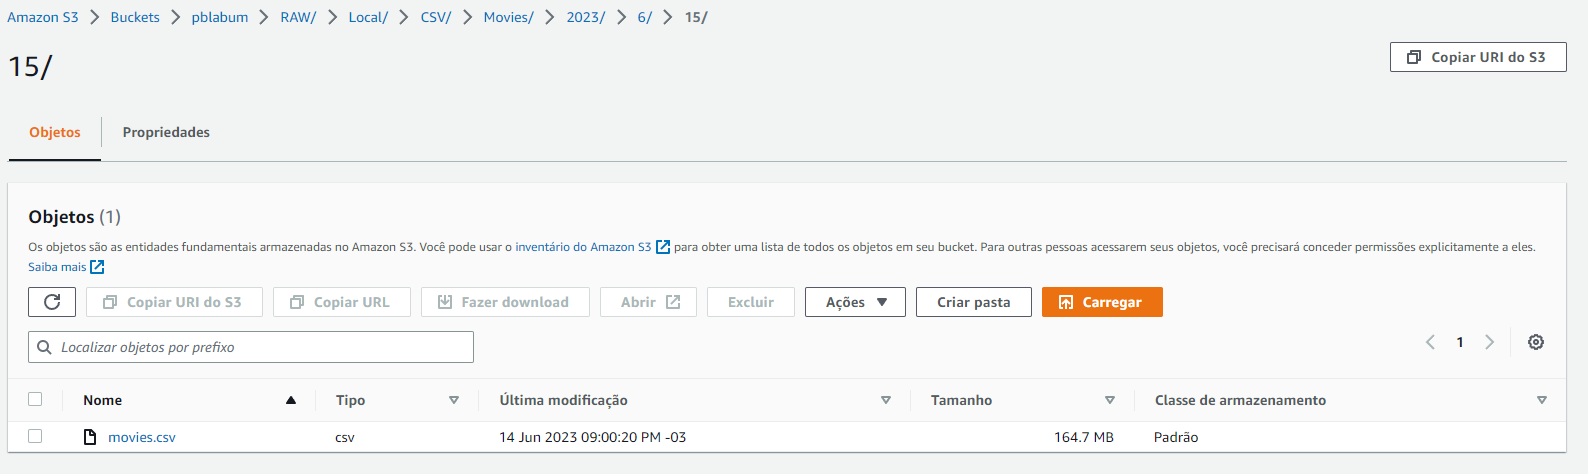 Amazon S3 Buckets pblabum RAW/ Local/ CSV/ Movies/ 2023/ 6/ 15/
15/
Copiar URI do S3
Objetos Propriedades
Objetos (1)
Os objetos são as entidades fundamentais armazenadas no Amazon S3. Você pode usar o inventário do Amazon S3 para obter uma lista de todos os objetos em seu bucket. Para outras pessoas acessarem seus objetos, você precisará conceder permissões explicitamente a eles.
Saiba mais
Copiar URI do S3 Copiar URL Fazer download Abrir Excluir Ações Criar pasta Carregar
Localizar objetos por prefixo
1
Nome Tipo Última modificação Tamanho Classe de armazenamento
movies.csv csv 14 Jun 2023 09:00:20 PM -03 164.7 MB Padrão